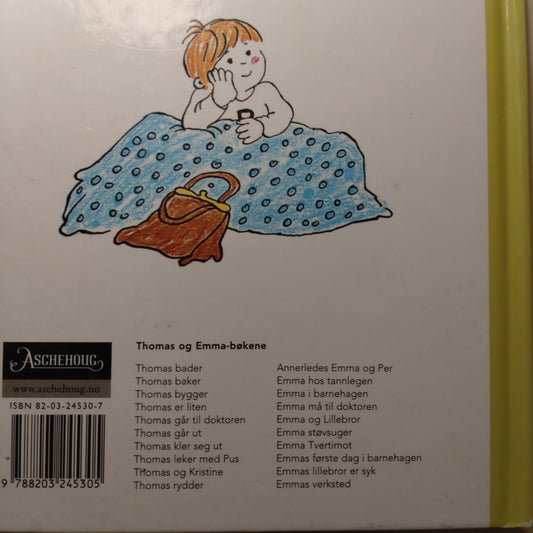 ASCHEHOUG
www.aschehoug.no
ISBN 82-03-24530-7
9 788203 245305
Thomas og Emma-bøkene
Thomas bader
Thomas baker
Thomas bygger
Thomas er liten
Thomas går til doktoren
Thomas går ut
Thomas kler seg ut
Thomas leker med Pus
Thomas og Kristine
Thomas rydder
Annerledes Emma og Per
Emma hos tannlegen
Emma i barnehagen
Emma må til doktoren
Emma og Lillebror
Emma støvsuger
Emma Tvertimot
Emmas første dag i barnehagen
Emmas lillebror er syk
Emmas verksted